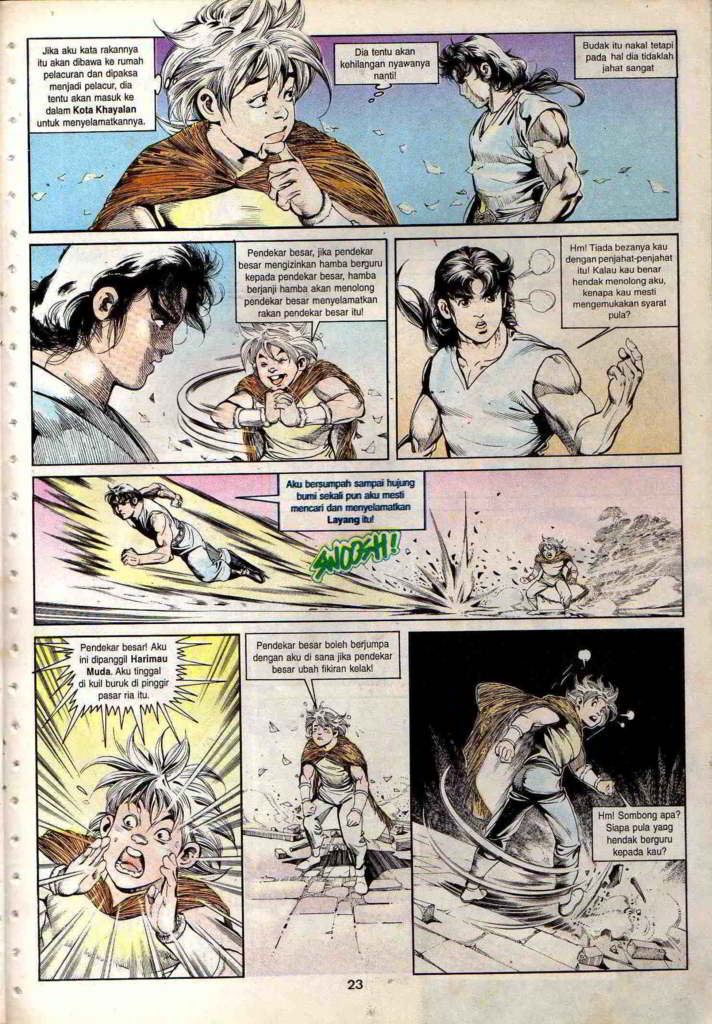 Jika aku kata rakannya
itu akan dibawa ke rumah
pelacuran dan dipaksa
menjadi pelacur, dia
tentu akan masuk ke
dalam Kota Khayalan
untuk menyelamatkannya.
Dia tentu akan
kehilangan nyawanya
nanti!
Budak itu nakal tetapi
pada hal dia tidaklah
jahat sangat
Pendekar besar, jika pendekar
besar mengizinkan hamba berguru
kepada pendekar besar, hamba
berjanji hamba akan menolong
pendekar besar menyelamatkan
rakan pendekar besar itu!
Hm! Tiada bezanya kau
dengan penjahat-penjahat
itu! Kalau kau benar
hendak menolong aku,
kenapa kau mesti
mengemukakan syarat
pula?
Aku bersumpah sampai hujung
bumi sekali pun aku mesti
mencari dan menyelamatkan
Layang itu!
SWOOSH!
Pendekar besar! Aku
ini dipanggil Harimau
Muda. Aku tinggal
di kuil buruk di pinggir
pasar ria itu.
Pendekar besar boleh berjumpa
dengan aku di sana jika pendekar
besar ubah fikiran kelak!
Hm! Sombong apa?
Siapa pula yang
hendak berguru
kepada kau?
23